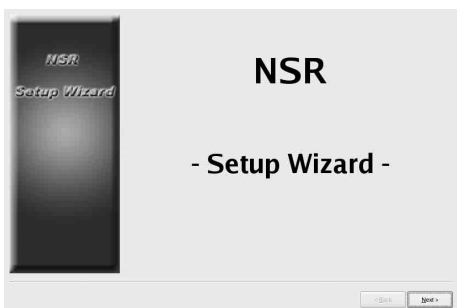 NSR
Setup Wizard
NSR
- Setup Wizard -
< Back
Next >